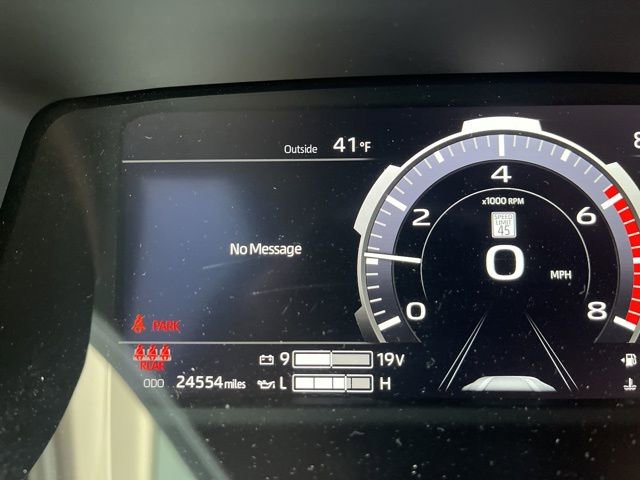 Outside 41°F
8
4
x1000 RPM
SPEED
LIMIT
45
2
6
No Message
0
MPH
0
8
PARK
REAR
9 19V
ODO 24554 miles
L H